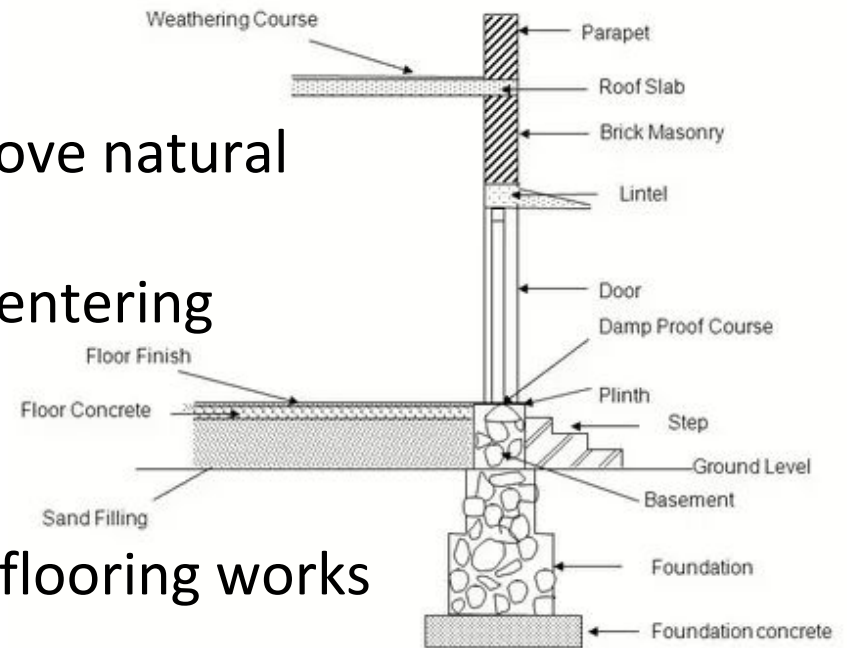 Weathering Course
Parapet
Roof Slab
Brick Masonry
ove natural
Lintel
entering
Door
Damp Proof Course
Floor Finish
Plinth
Floor Concrete
Step
Ground Level
Basement
Sand Filling
flooring works
Foundation
Foundation concrete